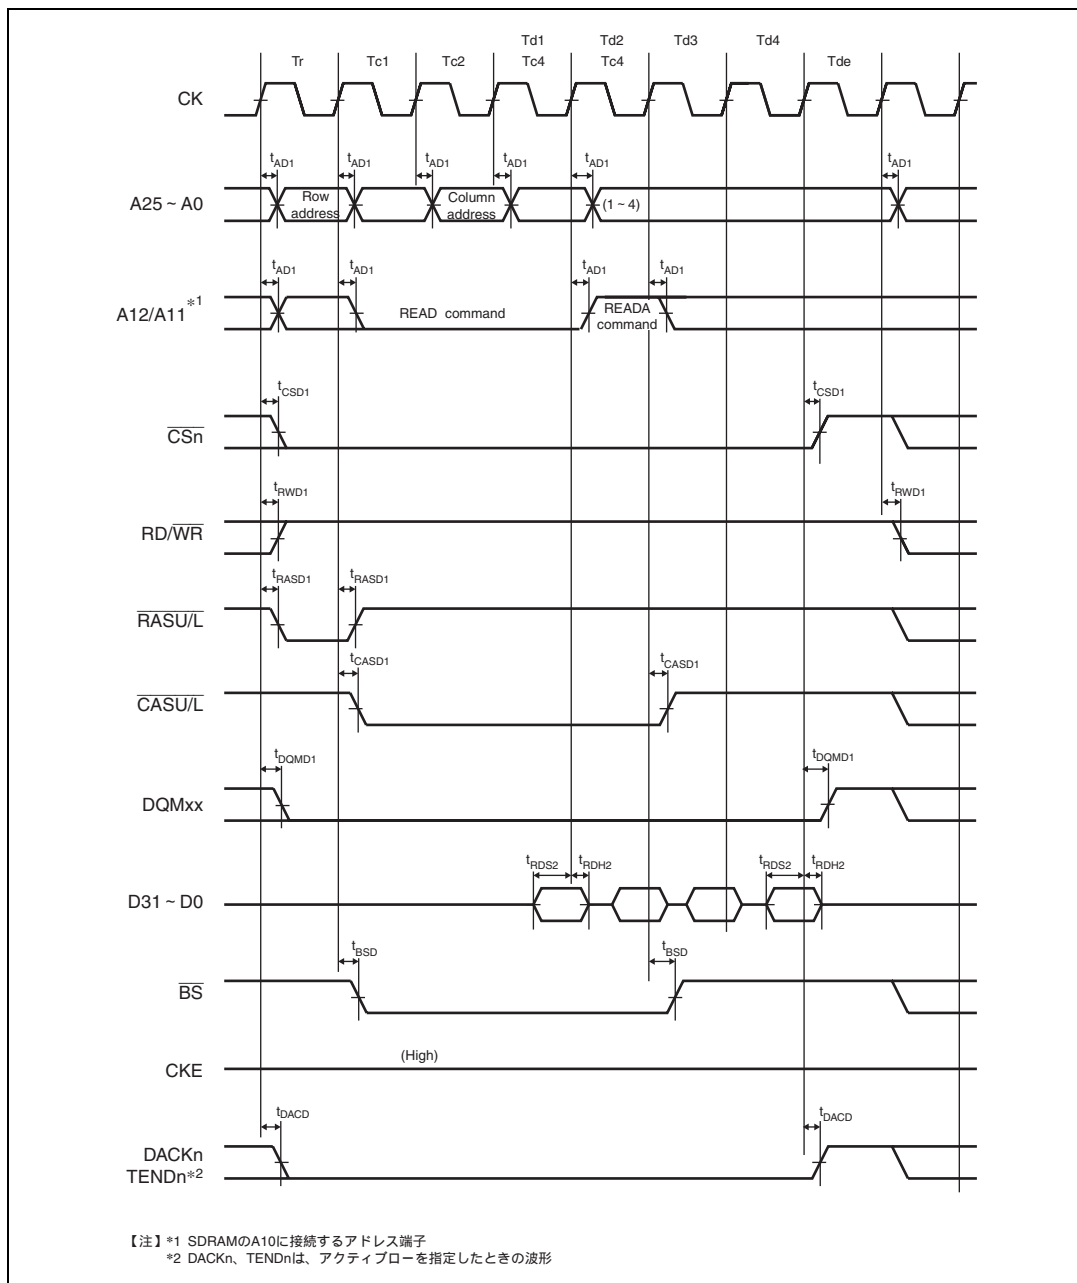 Td1 Td2 Td3 Td4
Tr Tc1 Tc2 Tc4 Tc4 Tde
CK
tAD1 tAD1 tAD1 tAD1 tAD1 tAD1
A25 ~ A0
Row address
Column address
(1 ~ 4)
tAD1 tAD1 tAD1 tAD1
A12/A11*1
READ command
READA command
tCSD1 tCSD1
CSn
tRWD1 tRWD1
RD/WR
tRASD1 tRASD1
RASU/L
tCASD1 tCASD1
CASU/L
tDQMD1 tDQMD1
DQMxx
tRDS2 tRDH2 tRDS2 tRDH2
D31 ~ D0
tBSD tBSD
BS
(High)
CKE
tDACD tDACD
DACKn
TENDn*2
【注】*1 SDRAMのA10に接続するアドレス端子
*2 DACKn、TENDnは、アクティブローを指定したときの波形